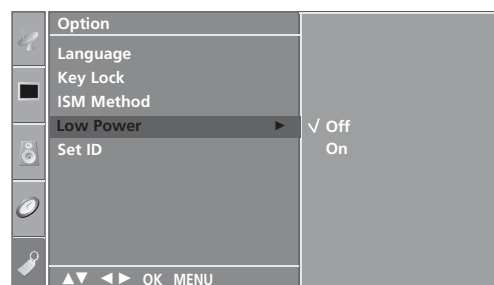 Option
Language
Key Lock
ISM Method
Low Power ►
√ Off
On
Set ID
▲▼ ◄► OK MENU